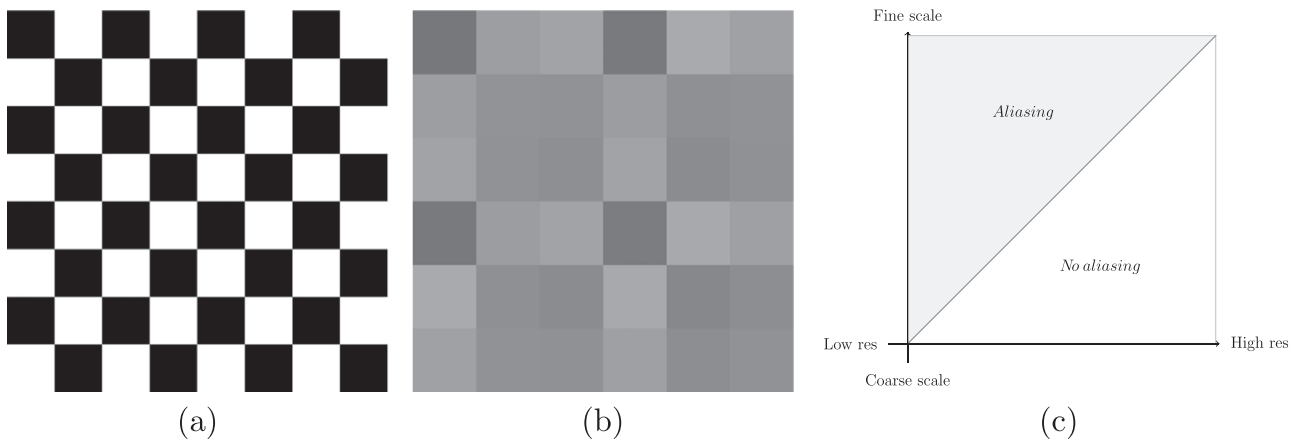 Fine scale
Aliasing
No aliasing
Low res
High res
Coarse scale
(a)
(b)
(c)